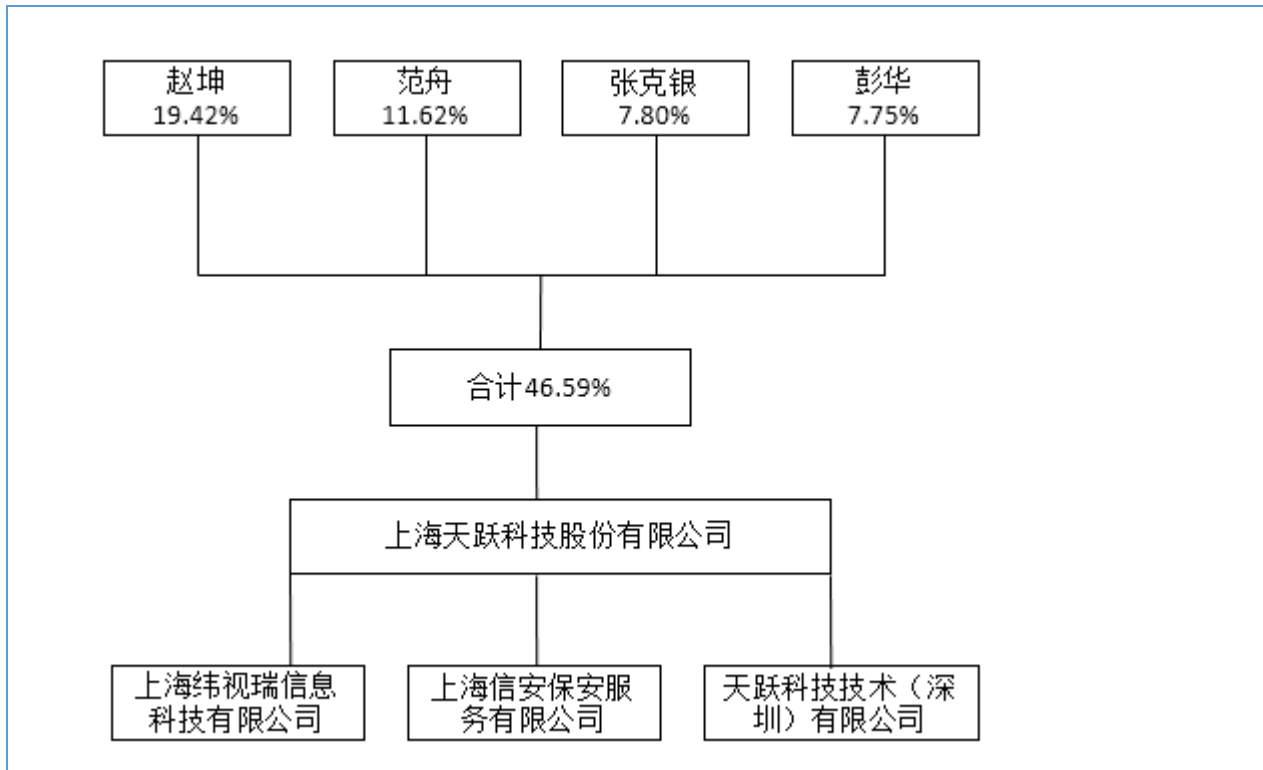 赵坤
19.42%
范舟
11.62%
张克银
7.80%
彭华
7.75%
合计46.59%
上海天跃科技股份有限公司
上海纬视瑞信息
科技有限公司
上海信安保安服
务有限公司
天跃科技技术（深
圳）有限公司